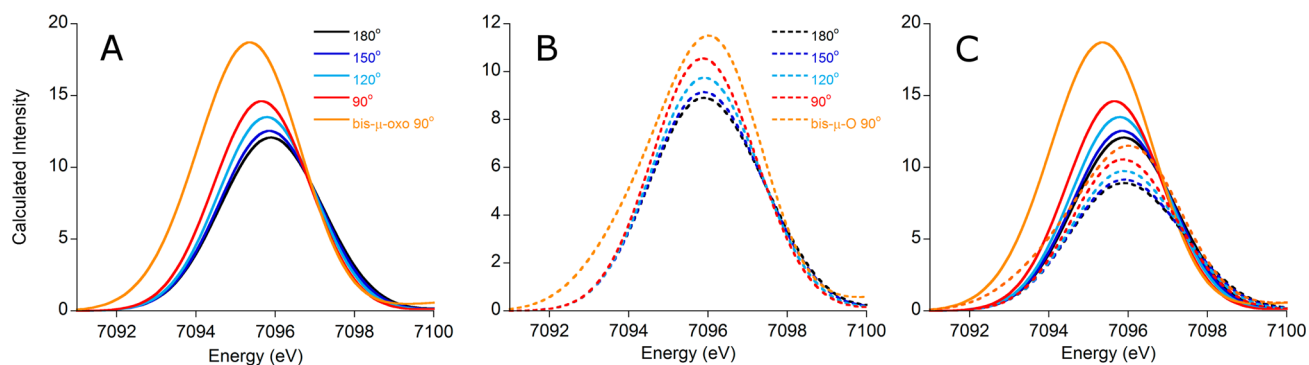 A
20
15
10
5
0
Calculated Intensity
7092 7094 7096 7098 7100
Energy (eV)
180°
150°
120°
90°
bis-μ-oxo 90°
B
12
10
8
6
4
2
0
7092 7094 7096 7098 7100
Energy (eV)
180°
150°
120°
90°
bis-μ-O 90°
C
20
15
10
5
0
7092 7094 7096 7098 7100
Energy (eV)